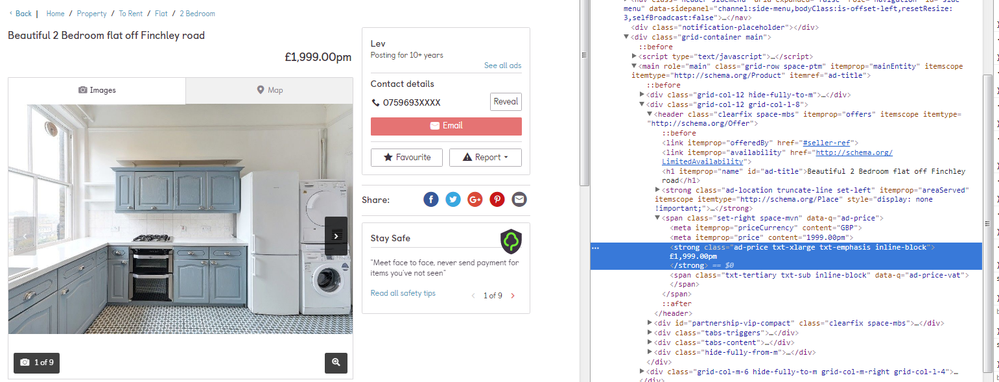 ‹ Back | Home / Property / To Rent / Flat / 2 Bedroom
Beautiful 2 Bedroom flat off Finchley road
£1,999.00pm
Images
Map
1 of 9
Lev
Posting for 10+ years
See all ads
Contact details
0759693XXXX
Reveal
Email
Favourite
Report
Share:
Stay Safe
"Meet face to face, never send payment for
items you've not seen"
Read all safety tips
‹ 1 of 9 ›
menu" data-sidepanel="channel:side-menu,bodyClass:is-offset-left,resetResize:
3,selfBroadcast:false">…</nav>
<div class="notification-placeholder"></div>
▼<div class="grid-container main">
::before
▶<script type="text/javascript">…</script>
▼<main role="main" class="grid-row space-ptm" itemprop="mainEntity" itemscope
itemtype="http://schema.org/Product" itemref="ad-title">
::before
▶<div class="grid-col-12 hide-fully-to-m">…</div>
▼<div class="grid-col-12 grid-col-l-8">
▼<header class="clearfix space-mbs" itemprop="offers" itemscope itemtype=
"http://schema.org/Offer">
::before
<link itemprop="offeredBy" href="#seller-ref">
<link itemprop="availability" href="http://schema.org/
LimitedAvailability">
<h1 itemprop="name" id="ad-title">Beautiful 2 Bedroom flat off Finchley
road</h1>
▶<strong class="ad-location truncate-line set-left" itemprop="areaServed"
itemscope itemtype="http://schema.org/Place" style="display: none
!important;">…</strong>
▼<span class="set-right space-mvn" data-q="ad-price">
<meta itemprop="priceCurrency" content="GBP">
<meta itemprop="price" content="1999.00pm">
… <strong class="ad-price txt-xlarge txt-emphasis inline-block">
£1,999.00pm
</strong> == $0
<span class="txt-tertiary txt-sub inline-block" data-q="ad-price-vat">
</span>
</span>
::after
</header>
▶<div id="partnership-vip-compact" class="clearfix space-mbs">…</div>
▶<div class="tabs-triggers">…</div>
▶<div class="tabs-content">…</div>
▶<div class="hide-fully-from-m">…</div>
</div>
▶<div class="grid-col-m-6 hide-fully-to-m grid-col-m-right grid-col-l-4">…
</div>